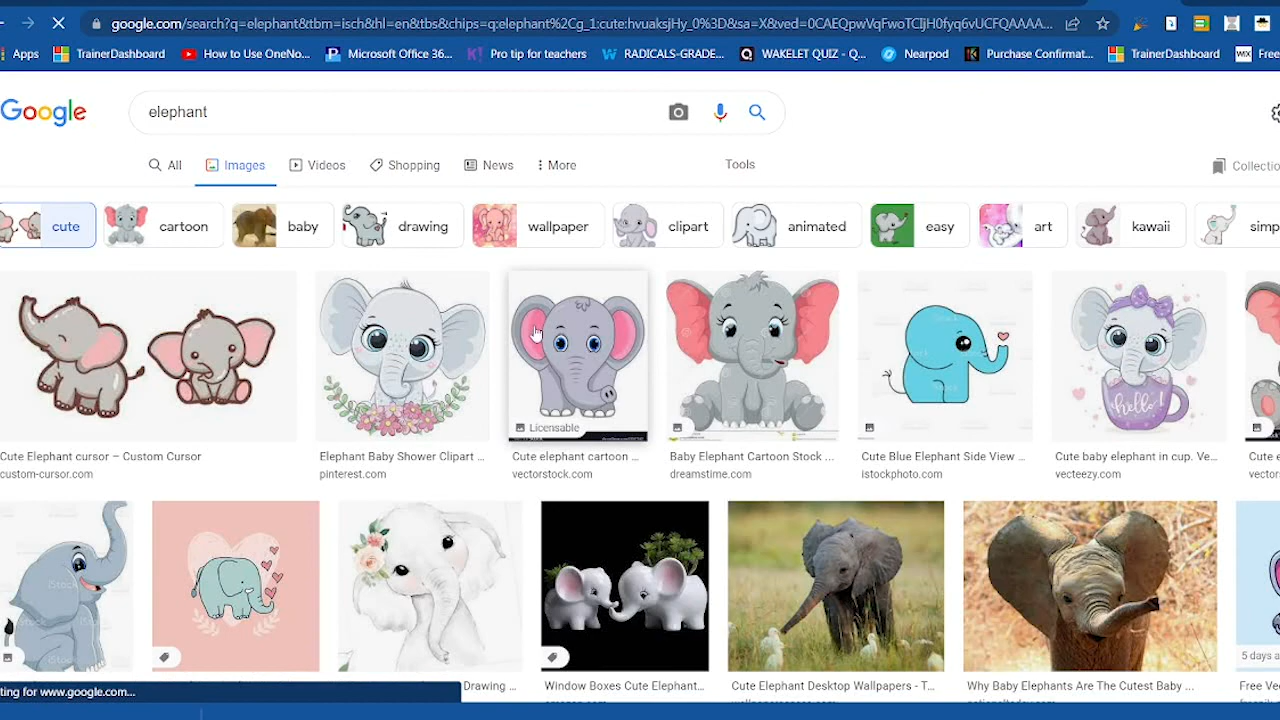 google.com/search?q=elephant&tbm=isch&hl=en&tbs&chips=q:elephant%2Cg_1:cute:hvuaksjHy_0%3D&sa=X&ved=0CAEQpwVqFwoTCIjH0fyq6vUCFQAAAA...
Apps TrainerDashboard How to Use OneNo... Microsoft Office 36... Pro tip for teachers RADICALS-GRADE... WAKELET QUIZ - Q... Nearpod Purchase Confirmat... TrainerDashboard Free
Google elephant
All Images Videos Shopping News More Tools Collectio
cute cartoon baby drawing wallpaper clipart animated easy art kawaii simp
hello!
Licensable
Cute Elephant cursor – Custom Cursor Elephant Baby Shower Clipart ... Cute elephant cartoon ... Baby Elephant Cartoon Stock ... Cute Blue Elephant Side View ... Cute baby elephant in cup. Ve... Cute e
custom-cursor.com pinterest.com vectorstock.com dreamstime.com istockphoto.com vecteezy.com vectors
5 days a
Drawing ... Window Boxes Cute Elephant... Cute Elephant Desktop Wallpapers - T... Why Baby Elephants Are The Cutest Baby ... Free Ve
ting for www.google.com...